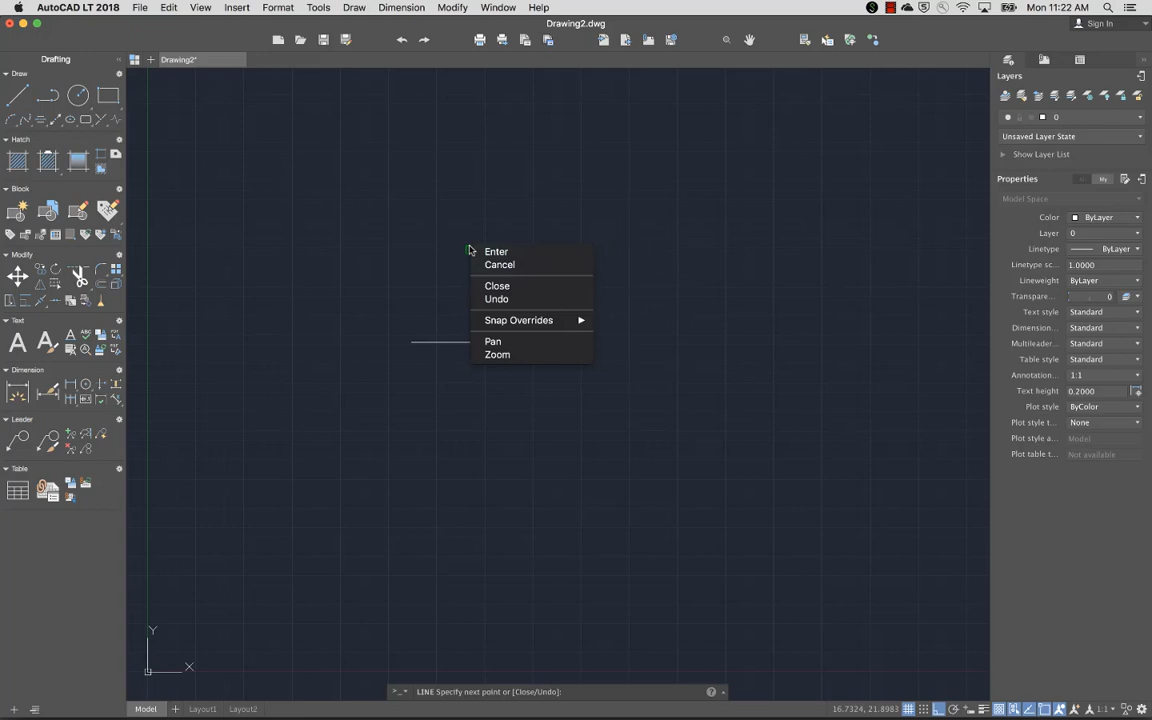 AutoCAD LT 2018 File Edit View Insert Format Tools Draw Dimension Modify Window Help Mon 11:22 AM
Drawing2.dwg
Sign In
Drafting
Drawing2*
Draw
Hatch
Block
Modify
Text
A
Dimension
Leader
Table
Enter
Cancel
Close
Undo
Snap Overrides
Pan
Zoom
Y
X
LINE Specify next point or [Close/Undo]:
Model Layout1 Layout2
16.7324, 21.8983
1:1
Layers
0
Unsaved Layer State
Show Layer List
Properties
Model Space
Color ByLayer
Layer 0
Linetype ByLayer
Linetype sc... 1.0000
Lineweight ByLayer
Transpare... 0
Text style Standard
Dimension... Standard
Multileader... Standard
Table style Standard
Annotation... 1:1
Text height 0.2000
Plot style ByColor
Plot style t... None
Plot style a... Model
Plot table t... Not available